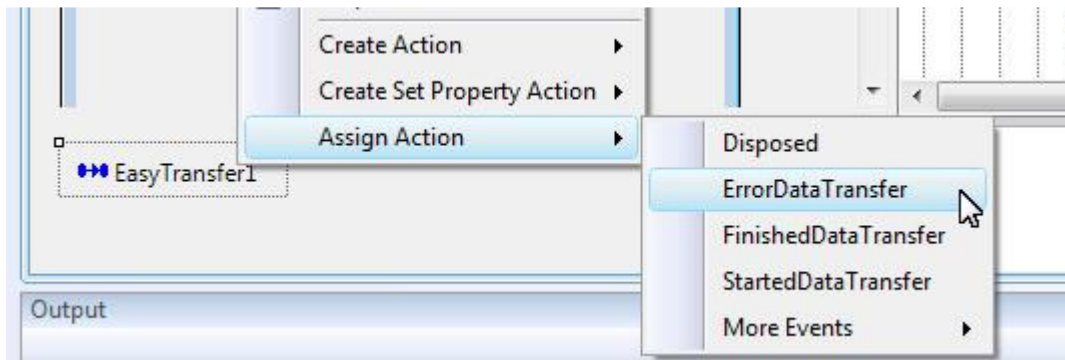 Create Action
Create Set Property Action
Assign Action
EasyTransfer1
Disposed
ErrorDataTransfer
FinishedDataTransfer
StartedDataTransfer
More Events
Output